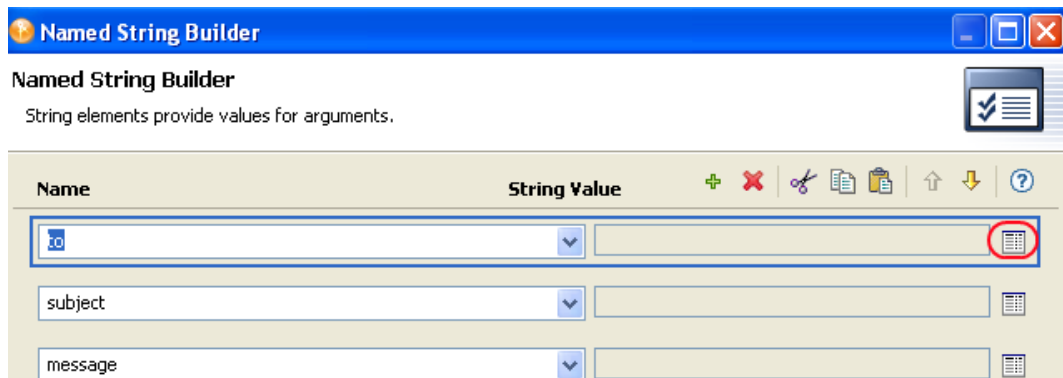 Named String Builder
Named String Builder
String elements provide values for arguments.
Name String Value
to
subject
message